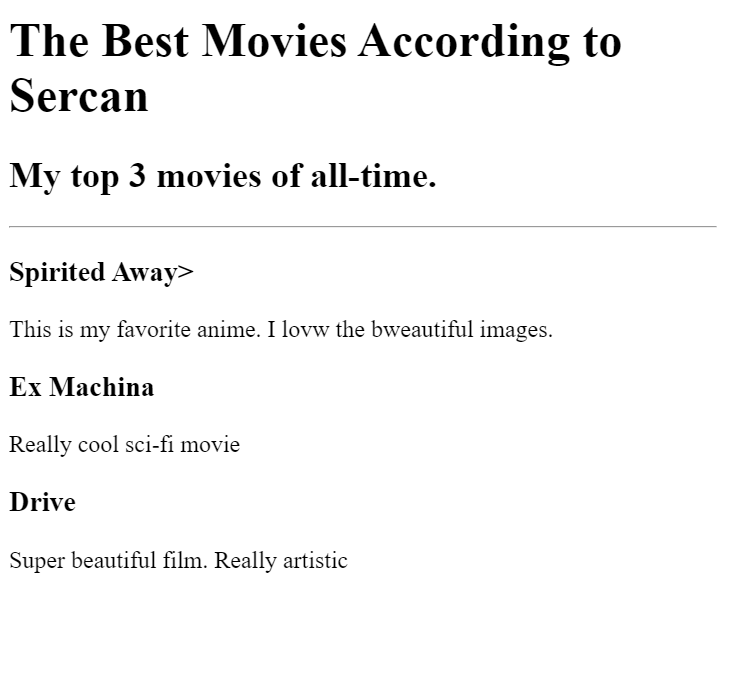 The Best Movies According to
Sercan
My top 3 movies of all-time.
Spirited Away>
This is my favorite anime. I lovw the bweautiful images.
Ex Machina
Really cool sci-fi movie
Drive
Super beautiful film. Really artistic